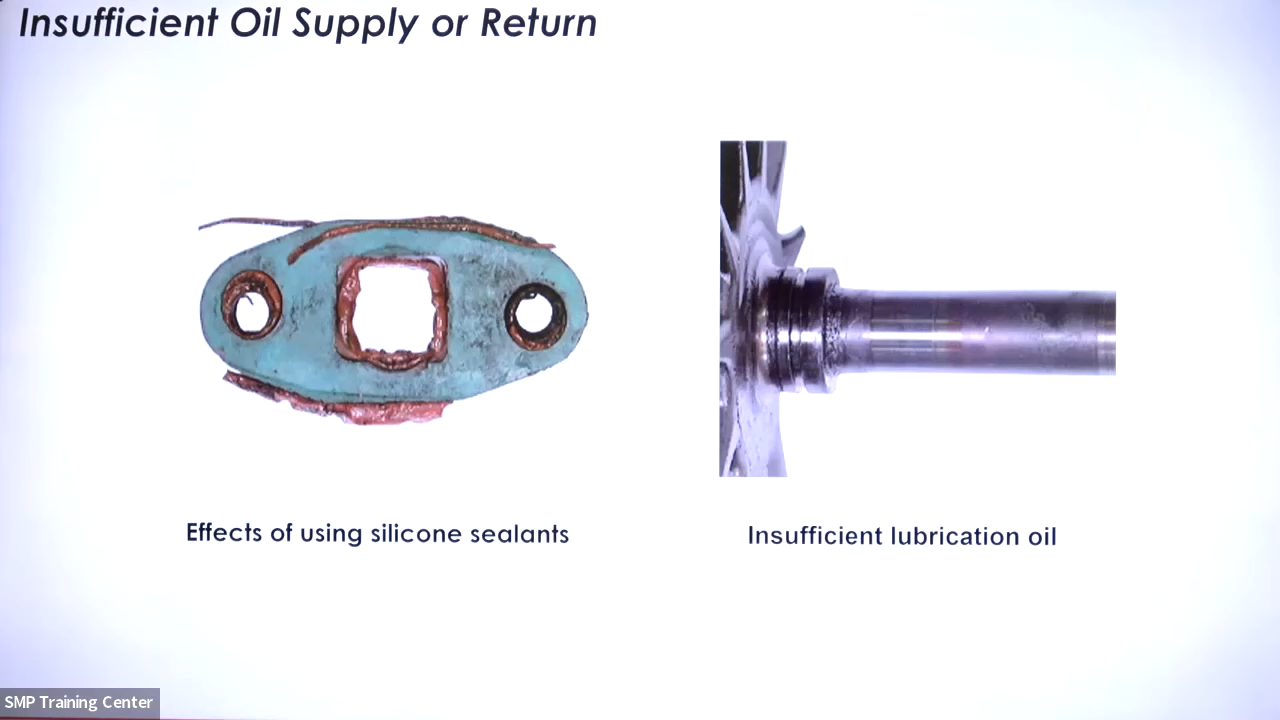 Insufficient Oil Supply or Return
Effects of using silicone sealants
Insufficient lubrication oil
SMP Training Center